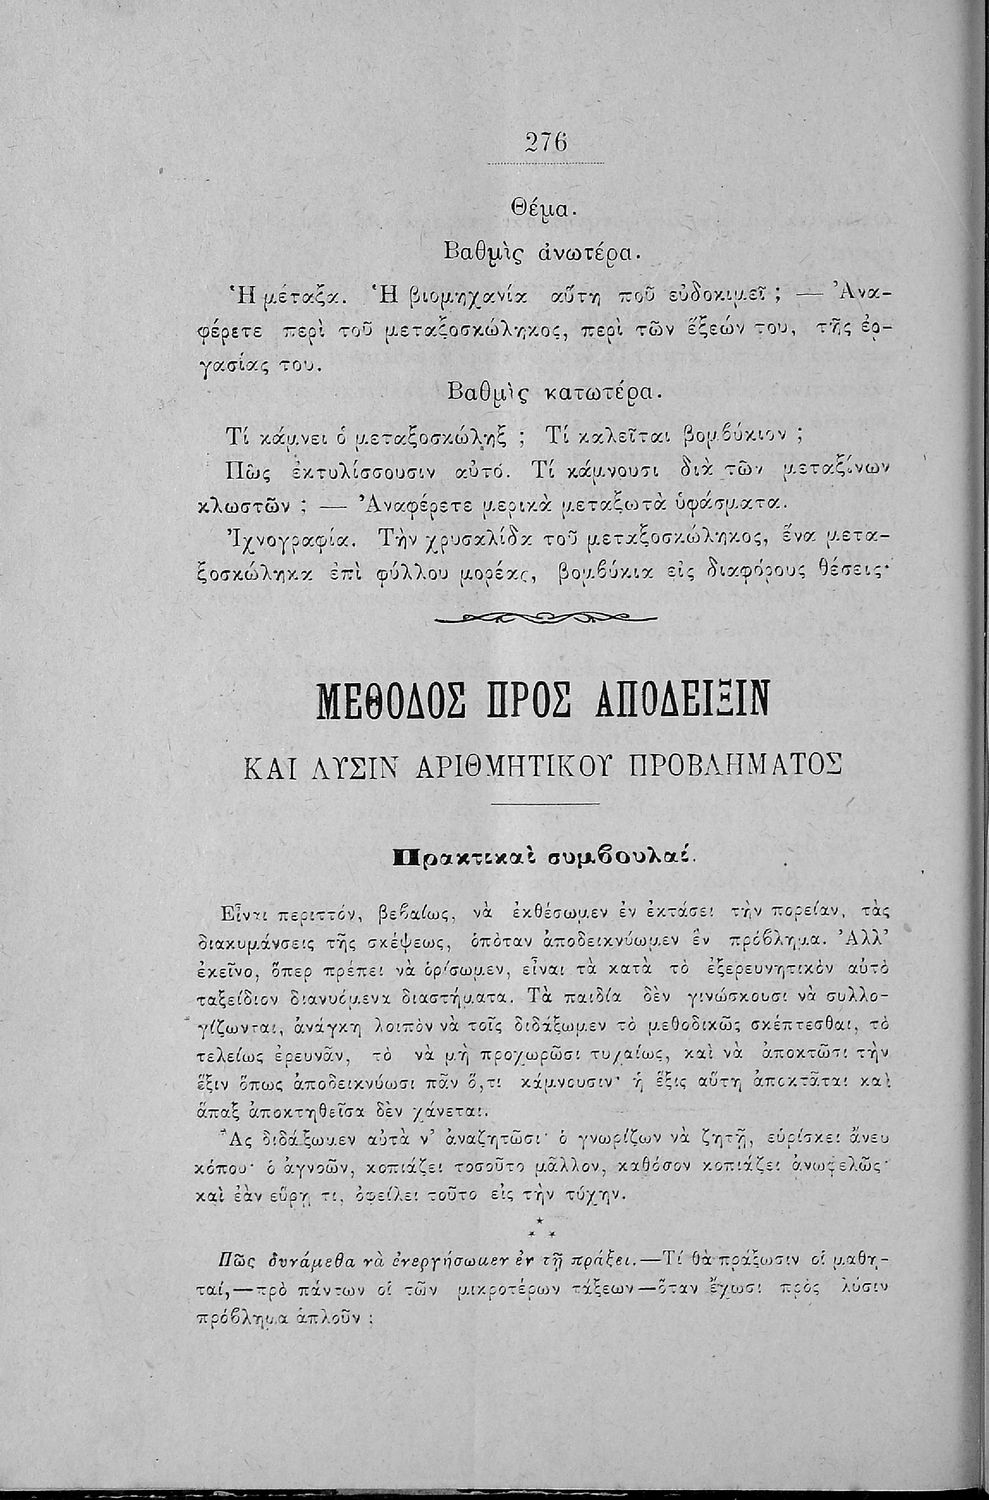 276
Θέμα.
Βαθμὶς ἀνωτέρα.
Ἡ μέταξα. Ἡ βιομηχανία αὕτη ποῦ εὐδοκιμεῖ ; — Ἀνα-
φέρετε περὶ τοῦ μεταξοσκώληκος, περὶ τῶν ἕξεών του, τῆς ἐρ-
γασίας του.
Βαθμὶς κατωτέρα.
Τί κάμνει ὁ μεταξοσκώληξ ; Τί καλεῖται βομβύκιον ;
Πῶς ἐκτυλίσσουσιν αὐτό. Τί κάμνουσι διὰ τῶν μεταξίνων
κλωστῶν ; — Ἀναφέρετε μερικὰ μεταξωτὰ ὑφάσματα.
Ἰχνογραφία. Τὴν χρυσαλίδα τοῦ μεταξοσκώληκος, ἕνα μετα-
ξοσκώληκα ἐπὶ φύλλου μορέας, βομβύκια εἰς διαφόρους θέσεις·
ΜΕΘΟΔΟΣ ΠΡΟΣ ΑΠΟΔΕΙΞΙΝ
ΚΑΙ ΛΥΣΙΝ ΑΡΙΘΜΗΤΙΚΟΥ ΠΡΟΒΛΗΜΑΤΟΣ
Πρακτικαὶ συμβουλαί.
Εἶναι περιττόν, βεβαίως, νὰ ἐκθέσωμεν ἐν ἐκτάσει τὴν πορείαν, τὰς
διακυμάνσεις τῆς σκέψεως, ὁπόταν ἀποδεικνύωμεν ἓν πρόβλημα. Ἀλλ’
ἐκεῖνο, ὅπερ πρέπει νὰ ὁρίσωμεν, εἶναι τὰ κατὰ τὸ ἐξερευνητικὸν αὐτὸ
ταξείδιον διανυόμενα διαστήματα. Τὰ παιδία δὲν γινώσκουσι νὰ συλλο-
γίζωνται, ἀνάγκη λοιπὸν νὰ τοῖς διδάξωμεν τὸ μεθοδικῶς σκέπτεσθαι, τὸ
τελείως ἐρευνᾶν, τὸ νὰ μὴ προχωρῶσι τυχαίως, καὶ νὰ ἀποκτῶσι τὴν
ἕξιν ὅπως ἀποδεικνύωσι πᾶν ὅ,τι κάμνουσιν· ἡ ἕξις αὕτη ἀποκτᾶται καὶ
ἅπαξ ἀποκτηθεῖσα δὲν χάνεται.
Ἂς διδάξωμεν αὐτὰ ν’ ἀναζητῶσι· ὁ γνωρίζων νὰ ζητῇ, εὑρίσκει ἄνευ
κόπου· ὁ ἀγνοῶν, κοπιάζει τοσοῦτο μᾶλλον, καθόσον κοπιάζει ἀνωφελῶς·
καὶ ἐὰν εὕρῃ τι, ὀφείλει τοῦτο εἰς τὴν τύχην.
*
* *
Πῶς δυνάμεθα νὰ ἐνεργήσωμεν ἐν τῇ πράξει.—Τί θὰ πράξωσιν οἱ μαθη-
ταί,—πρὸ πάντων οἱ τῶν μικροτέρων τάξεων—ὅταν ἔχωσι πρὸς λύσιν
πρόβλημα ἁπλοῦν ;